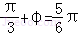 π/3 + ϕ = 5/6 π